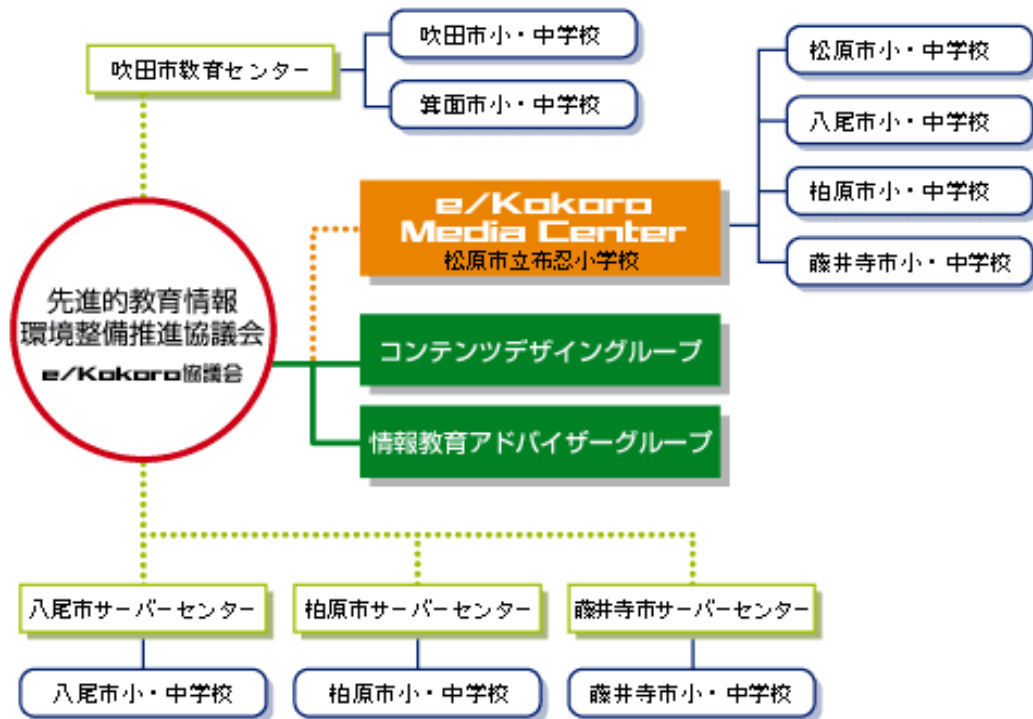 吹田市教育センター
吹田市小・中学校
箕面市小・中学校
松原市小・中学校
八尾市小・中学校
柏原市小・中学校
藤井寺市小・中学校
e/Kokoro
Media Center
松原市立布忍小学校
先進的教育情報
環境整備推進協議会
e/Kokoro協議会
コンテンツデザイングループ
情報教育アドバイザーグループ
八尾市サーバーセンター
柏原市サーバーセンター
藤井寺市サーバーセンター
八尾市小・中学校
柏原市小・中学校
藤井寺市小・中学校